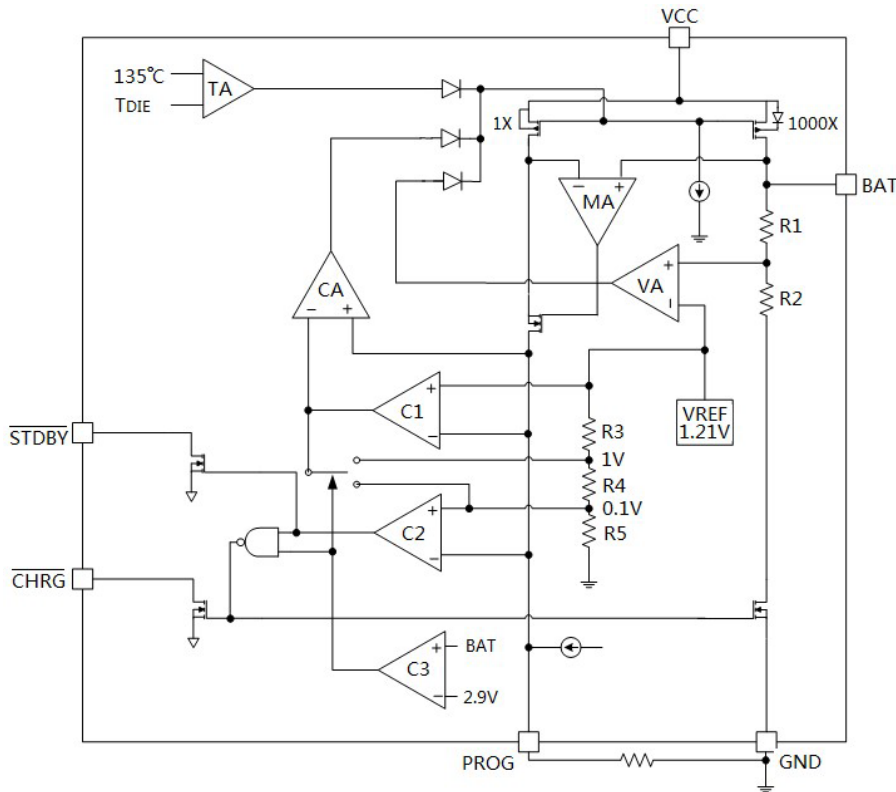 VCC
135℃
TDIE
TA
1X
1000X
− +
MA
BAT
R1
+
VA
−
R2
CA
− +
+
C1
−
VREF
1.21V
R3
STDBY
1V
R4
0.1V
+
C2
−
R5
CHRG
+ BAT
C3
− 2.9V
PROG
GND